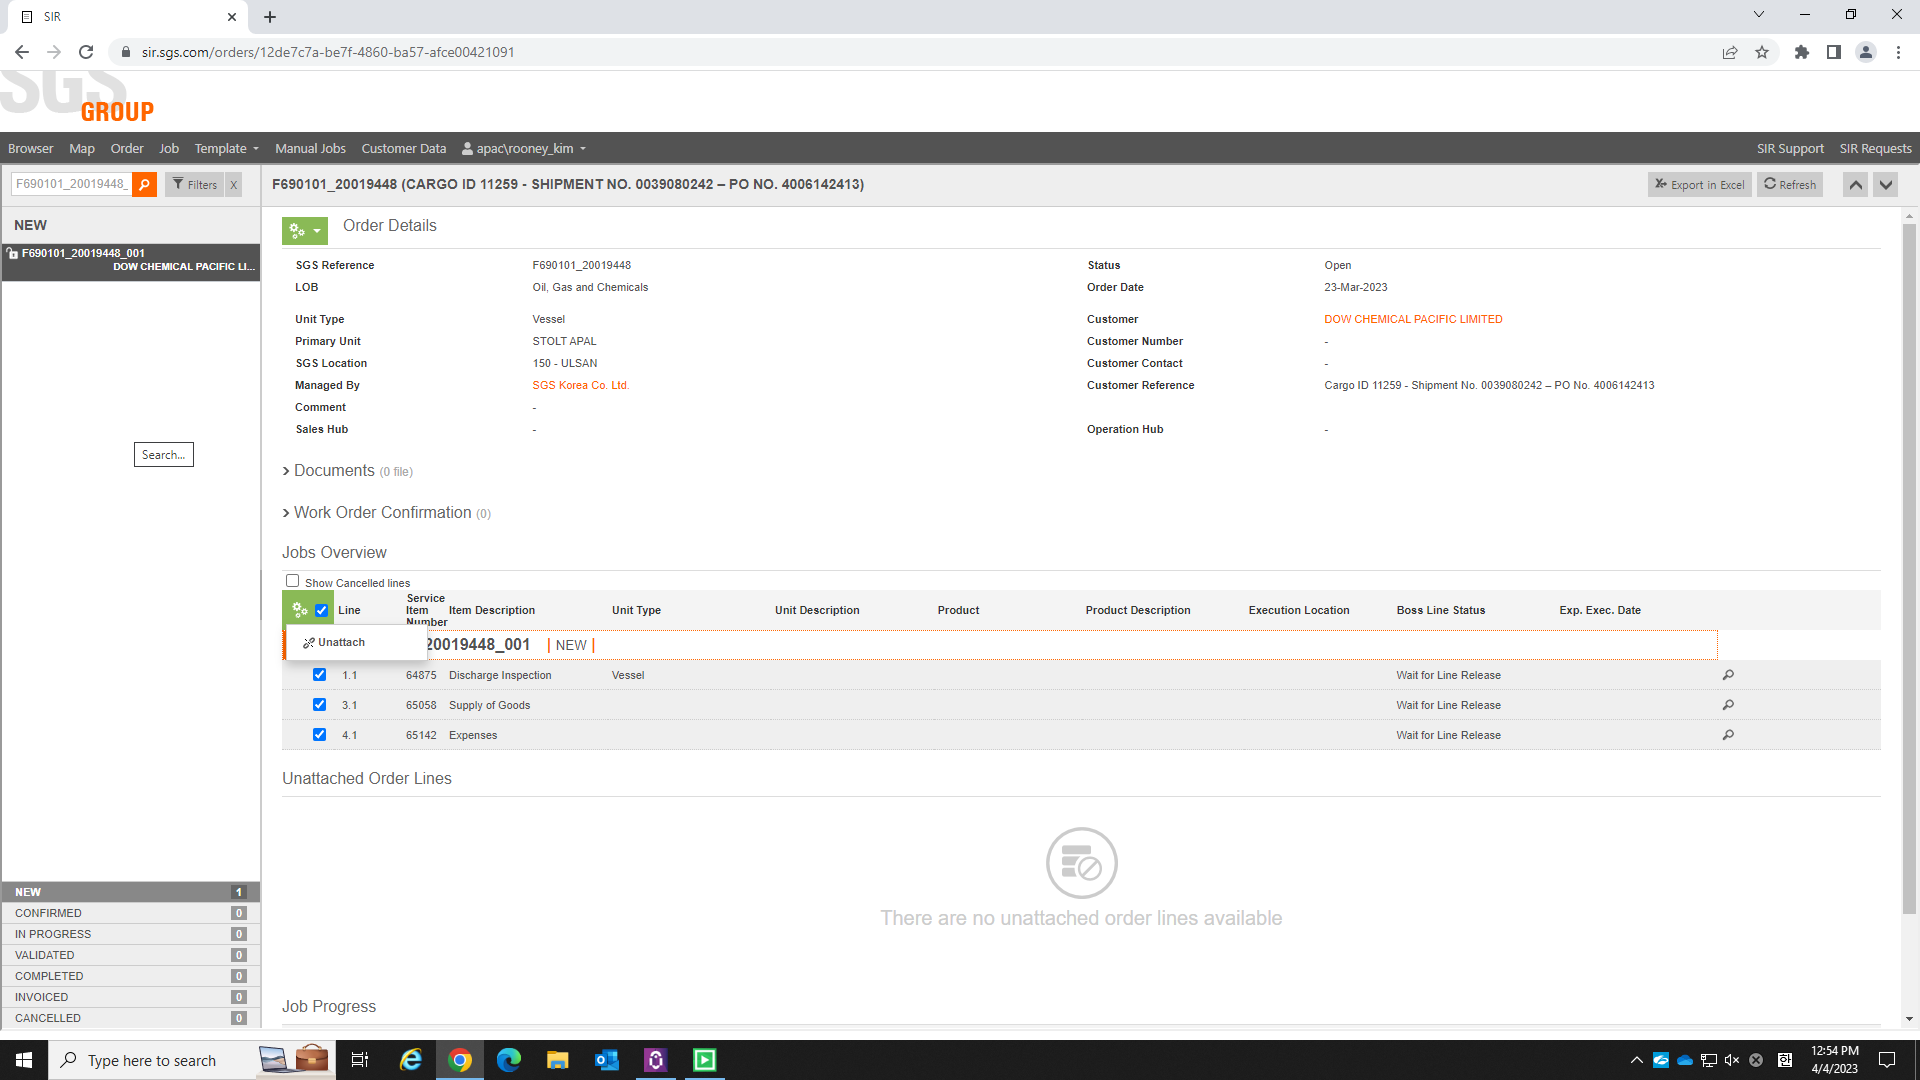 SIR
sir.sgs.com/orders/12de7c7a-be7f-4860-ba57-afce00421091
SGS
GROUP
Browser Map Order Job Template Manual Jobs Customer Data apac\rooney_kim SIR Support SIR Requests
F690101_20019448_ Filters X
F690101_20019448 (CARGO ID 11259 - SHIPMENT NO. 0039080242 – PO NO. 4006142413)
Export in Excel Refresh
NEW
F690101_20019448_001
DOW CHEMICAL PACIFIC LI...
Search...
Order Details
SGS Reference F690101_20019448 Status Open
LOB Oil, Gas and Chemicals Order Date 23-Mar-2023
Unit Type Vessel Customer DOW CHEMICAL PACIFIC LIMITED
Primary Unit STOLT APAL Customer Number -
SGS Location 150 - ULSAN Customer Contact -
Managed By SGS Korea Co. Ltd. Customer Reference Cargo ID 11259 - Shipment No. 0039080242 – PO No. 4006142413
Comment -
Sales Hub - Operation Hub -
Documents (0 file)
Work Order Confirmation (0)
Jobs Overview
Show Cancelled lines
Line Service Item Number Item Description Unit Type Unit Description Product Product Description Execution Location Boss Line Status Exp. Exec. Date
Unattach
20019448_001 | NEW |
1.1 64875 Discharge Inspection Vessel Wait for Line Release
3.1 65058 Supply of Goods Wait for Line Release
4.1 65142 Expenses Wait for Line Release
Unattached Order Lines
There are no unattached order lines available
Job Progress
NEW 1
CONFIRMED 0
IN PROGRESS 0
VALIDATED 0
COMPLETED 0
INVOICED 0
CANCELLED 0
Type here to search
한
12:54 PM
4/4/2023